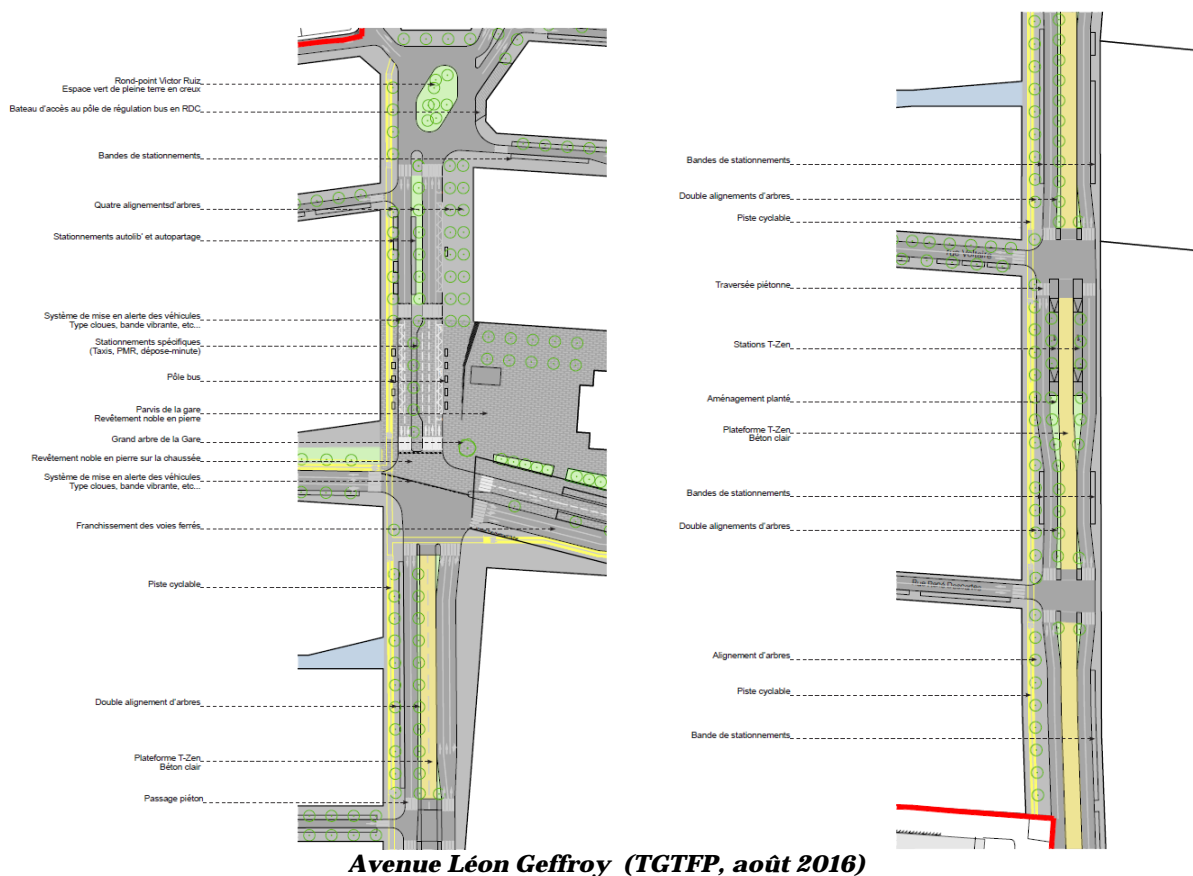 Rond-point Victor Ruiz
Espace vert de pleine terre en creux
Bateau d'accès au pôle de régulation bus en RDC
Bandes de stationnements
Quatre alignementsd'arbres
Stationnements autolib' et autopartage
Système de mise en alerte des véhicules
Type cloues, bande vibrante, etc...
Stationnements spécifiques
(Taxis, PMR, dépose-minute)
Pôle bus
Parvis de la gare
Revêtement noble en pierre
Grand arbre de la Gare
Revêtement noble en pierre sur la chaussée
Système de mise en alerte des véhicules
Type cloues, bande vibrante, etc...
Franchissement des voies ferrés
Piste cyclable
Double alignement d'arbres
Plateforme T-Zen
Béton clair
Passage piéton
Bandes de stationnements
Double alignements d'arbres
Piste cyclable
rue Voltaire
Traversée piétonne
Stations T-Zen
Aménagement planté
Plateforme T-Zen
Béton clair
Bandes de stationnements
Double alignements d'arbres
Rue René Descartes
Alignement d'arbres
Piste cyclable
Bande de stationnements
Avenue Léon Geffroy (TGTFP, août 2016)